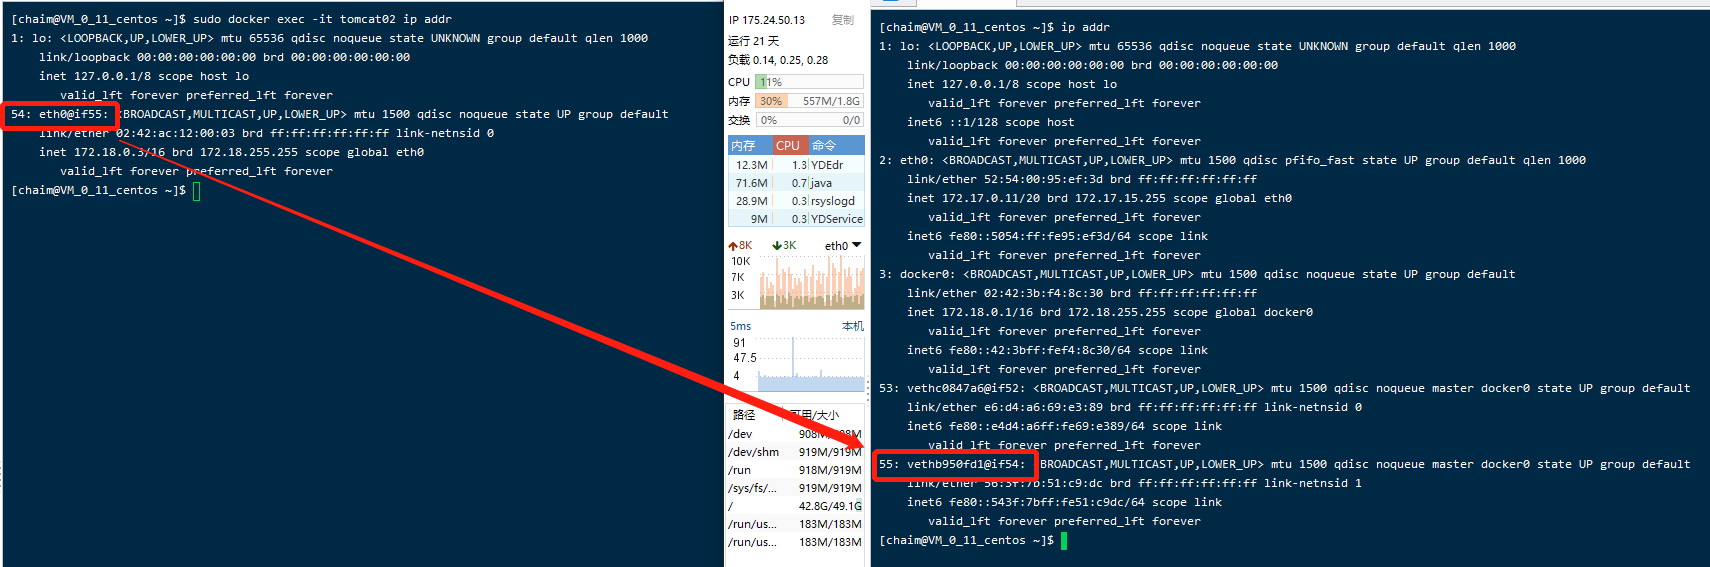 [chaim@VM_0_11_centos ~]$ sudo docker exec -it tomcat02 ip addr
1: lo: <LOOPBACK,UP,LOWER_UP> mtu 65536 qdisc noqueue state UNKNOWN group default qlen 1000
link/loopback 00:00:00:00:00:00 brd 00:00:00:00:00:00
inet 127.0.0.1/8 scope host lo
valid_lft forever preferred_lft forever
54: eth0@if55: <BROADCAST,MULTICAST,UP,LOWER_UP> mtu 1500 qdisc noqueue state UP group default
link/ether 02:42:ac:12:00:03 brd ff:ff:ff:ff:ff:ff link-netnsid 0
inet 172.18.0.3/16 brd 172.18.255.255 scope global eth0
valid_lft forever preferred_lft forever
[chaim@VM_0_11_centos ~]$
IP 175.24.50.13 复制
运行 21 天
负载 0.14, 0.25, 0.28
CPU 11%
内存 30% 557M/1.8G
交换 0% 0/0
内存 CPU 命令
12.3M 1.3 YDEdr
71.6M 0.7 java
28.9M 0.3 rsyslogd
9M 0.3 YDService
8K 3K eth0
10K
7K
3K
5ms 本机
91
47.5
4
路径 可用/大小
/dev 908M/908M
/dev/shm 919M/919M
/run 918M/919M
/sys/fs/... 919M/919M
/ 42.8G/49.1G
/run/us... 183M/183M
/run/us... 183M/183M
[chaim@VM_0_11_centos ~]$ ip addr
1: lo: <LOOPBACK,UP,LOWER_UP> mtu 65536 qdisc noqueue state UNKNOWN group default qlen 1000
link/loopback 00:00:00:00:00:00 brd 00:00:00:00:00:00
inet 127.0.0.1/8 scope host lo
valid_lft forever preferred_lft forever
inet6 ::1/128 scope host
valid_lft forever preferred_lft forever
2: eth0: <BROADCAST,MULTICAST,UP,LOWER_UP> mtu 1500 qdisc pfifo_fast state UP group default qlen 1000
link/ether 52:54:00:95:ef:3d brd ff:ff:ff:ff:ff:ff
inet 172.17.0.11/20 brd 172.17.15.255 scope global eth0
valid_lft forever preferred_lft forever
inet6 fe80::5054:ff:fe95:ef3d/64 scope link
valid_lft forever preferred_lft forever
3: docker0: <BROADCAST,MULTICAST,UP,LOWER_UP> mtu 1500 qdisc noqueue state UP group default
link/ether 02:42:3b:f4:8c:30 brd ff:ff:ff:ff:ff:ff
inet 172.18.0.1/16 brd 172.18.255.255 scope global docker0
valid_lft forever preferred_lft forever
inet6 fe80::42:3bff:fef4:8c30/64 scope link
valid_lft forever preferred_lft forever
53: vethc0847a6@if52: <BROADCAST,MULTICAST,UP,LOWER_UP> mtu 1500 qdisc noqueue master docker0 state UP group default
link/ether e6:d4:a6:69:e3:89 brd ff:ff:ff:ff:ff:ff link-netnsid 0
inet6 fe80::e4d4:a6ff:fe69:e389/64 scope link
valid_lft forever preferred_lft forever
55: vethb950fd1@if54: <BROADCAST,MULTICAST,UP,LOWER_UP> mtu 1500 qdisc noqueue master docker0 state UP group default
link/ether 56:3f:7b:51:c9:dc brd ff:ff:ff:ff:ff:ff link-netnsid 1
inet6 fe80::543f:7bff:fe51:c9dc/64 scope link
valid_lft forever preferred_lft forever
[chaim@VM_0_11_centos ~]$